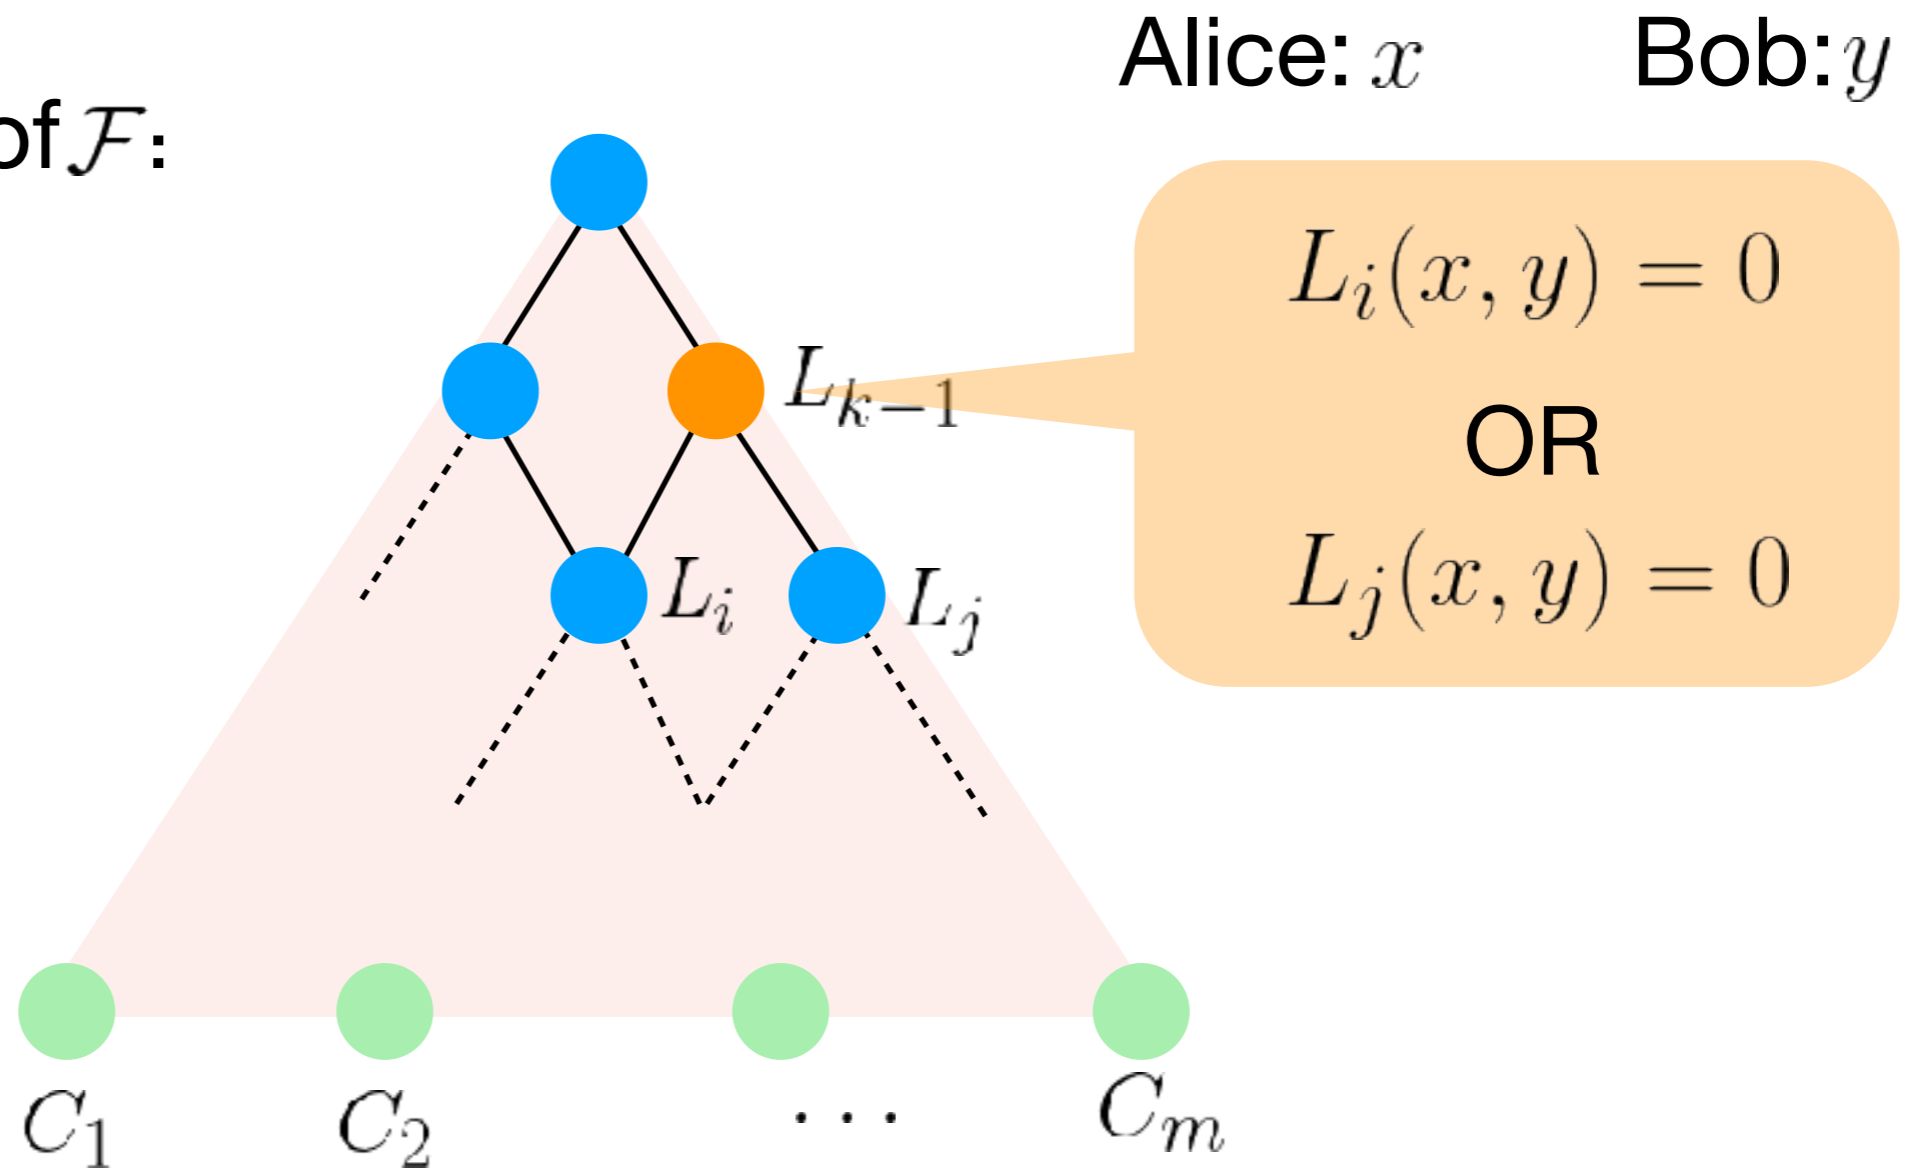 Alice: x Bob: y
of F:
L_i(x, y) = 0
L_{k-1}
OR
L_i L_j
L_j(x, y) = 0
C_1 C_2 ... C_m